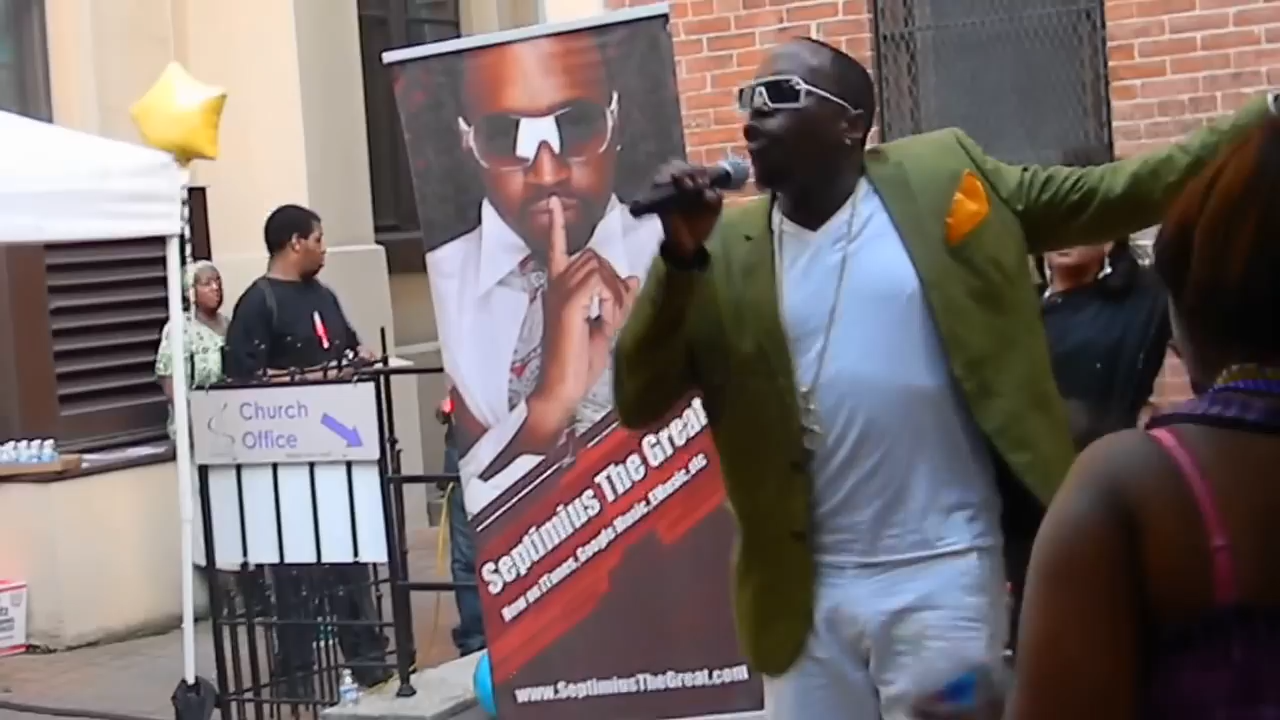 Church
Office
Septimius The Great
Now on iTunes, Google Music, EMusic, etc
www.SeptimiusTheGreat.com